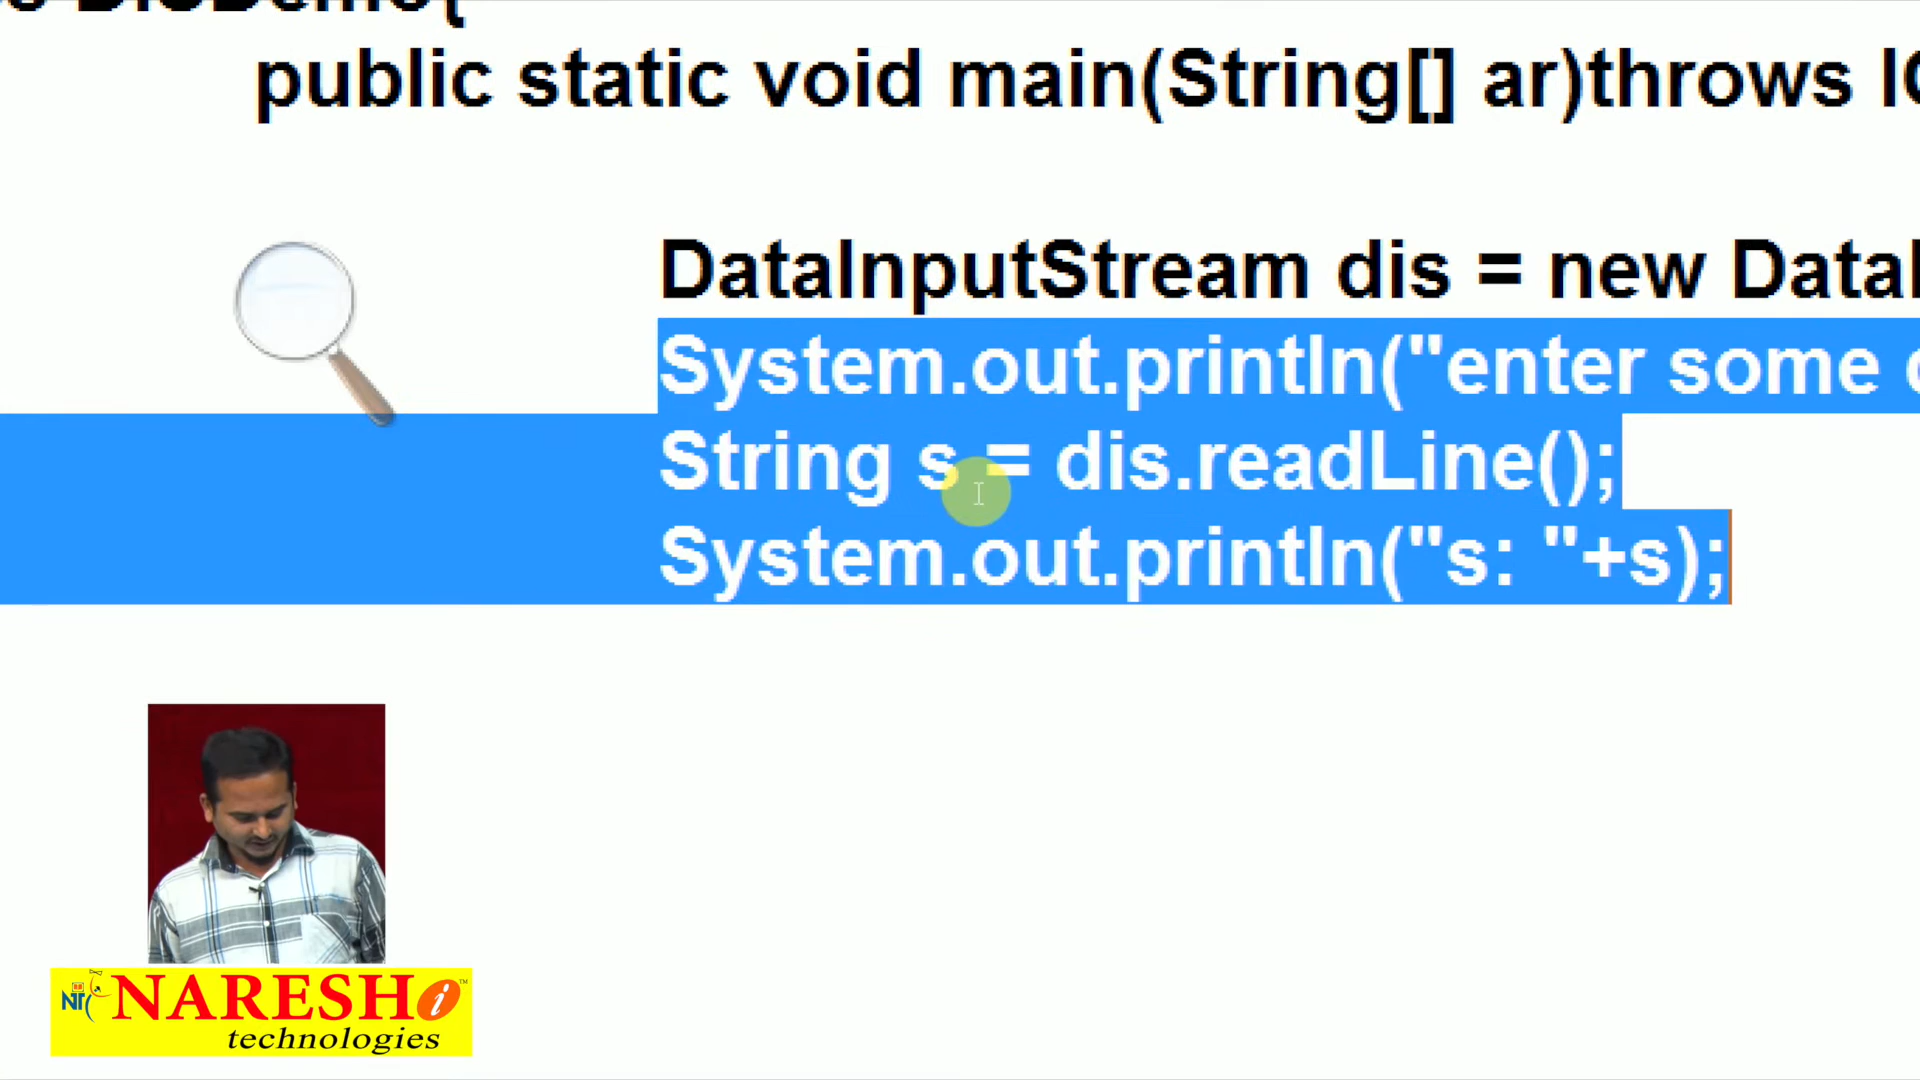 public static void main(String[] ar)throws
DataInputStream dis = new
System.out.println("enter some
String s = dis.readLine();
System.out.println("s: "+s);
NARESHi
technologies